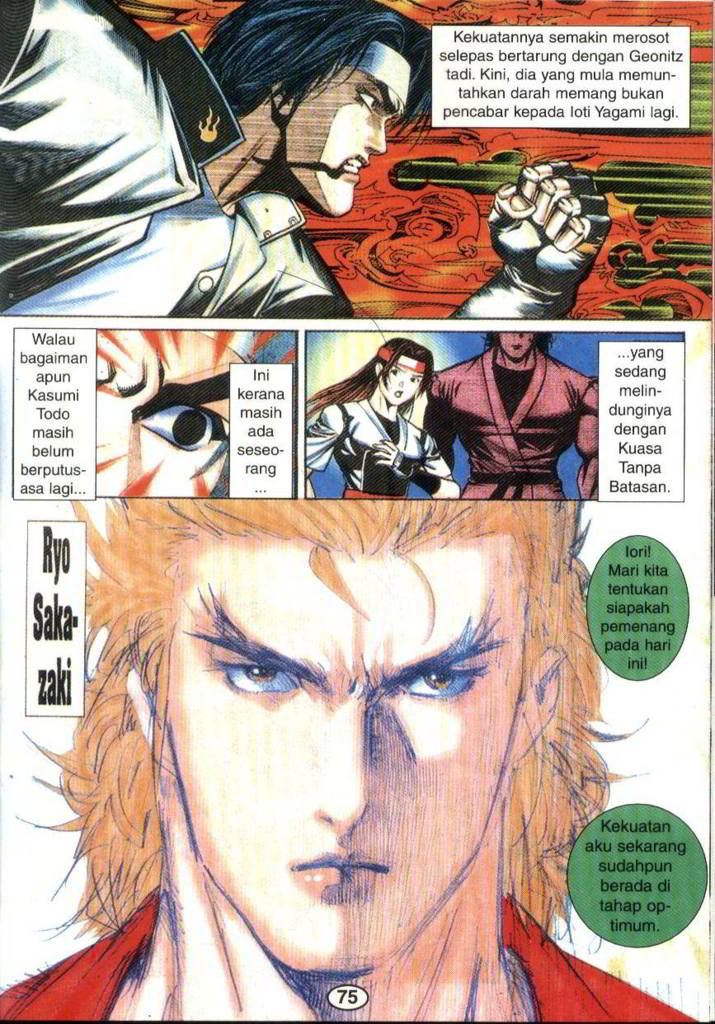 Kekuatannya semakin merosot
selepas bertarung dengan Geonitz
tadi. Kini, dia yang mula memun-
tahkan darah memang bukan
pencabar kepada Ioti Yagami lagi.
Walau
bagaiman
apun
Kasumi
Todo
masih
belum
berputus-
asa lagi...
Ini
kerana
masih
ada
seseo-
rang
...
...yang
sedang
melin-
dunginya
dengan
Kuasa
Tanpa
Batasan.
Ryo
Saka-
zaki
Iori!
Mari kita
tentukan
siapakah
pemenang
pada hari
ini!
Kekuatan
aku sekarang
sudahpun
berada di
tahap op-
timum.
75